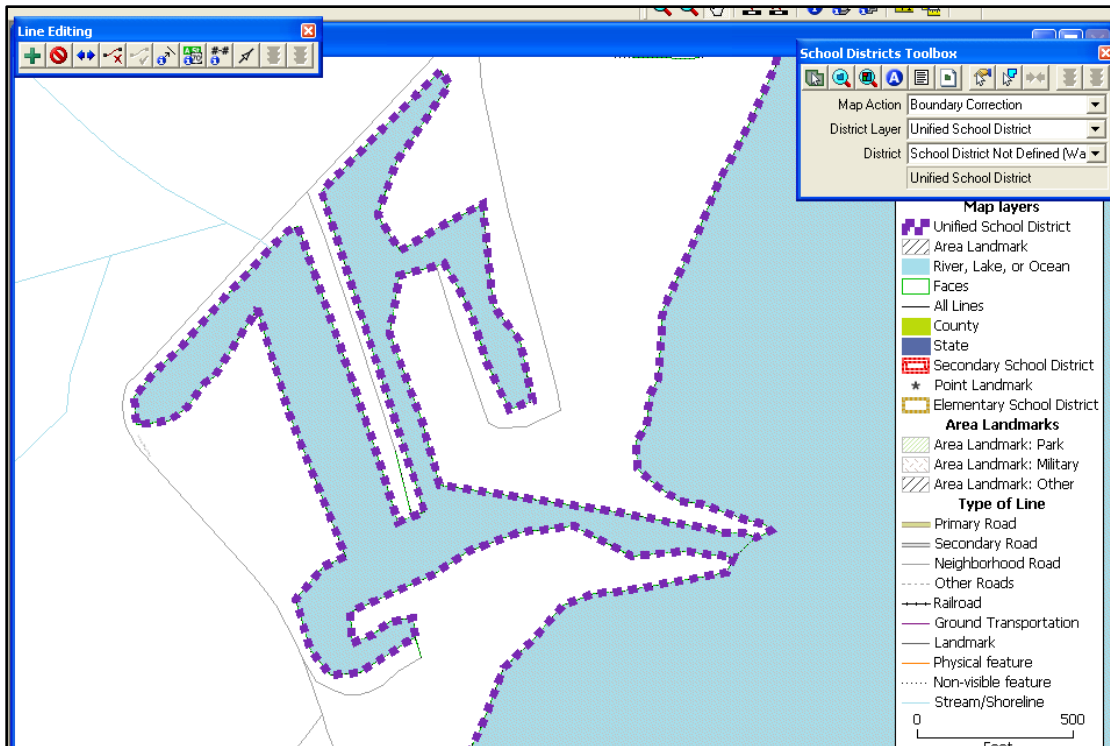 Line Editing
School Districts Toolbox
Map Action Boundary Correction
District Layer Unified School District
District School District Not Defined (Wa
Unified School District
Map layers
Unified School District
Area Landmark
River, Lake, or Ocean
Faces
All Lines
County
State
Secondary School District
Point Landmark
Elementary School District
Area Landmarks
Area Landmark: Park
Area Landmark: Military
Area Landmark: Other
Type of Line
Primary Road
Secondary Road
Neighborhood Road
Other Roads
Railroad
Ground Transportation
Landmark
Physical feature
Non-visible feature
Stream/Shoreline
0 500
Feet